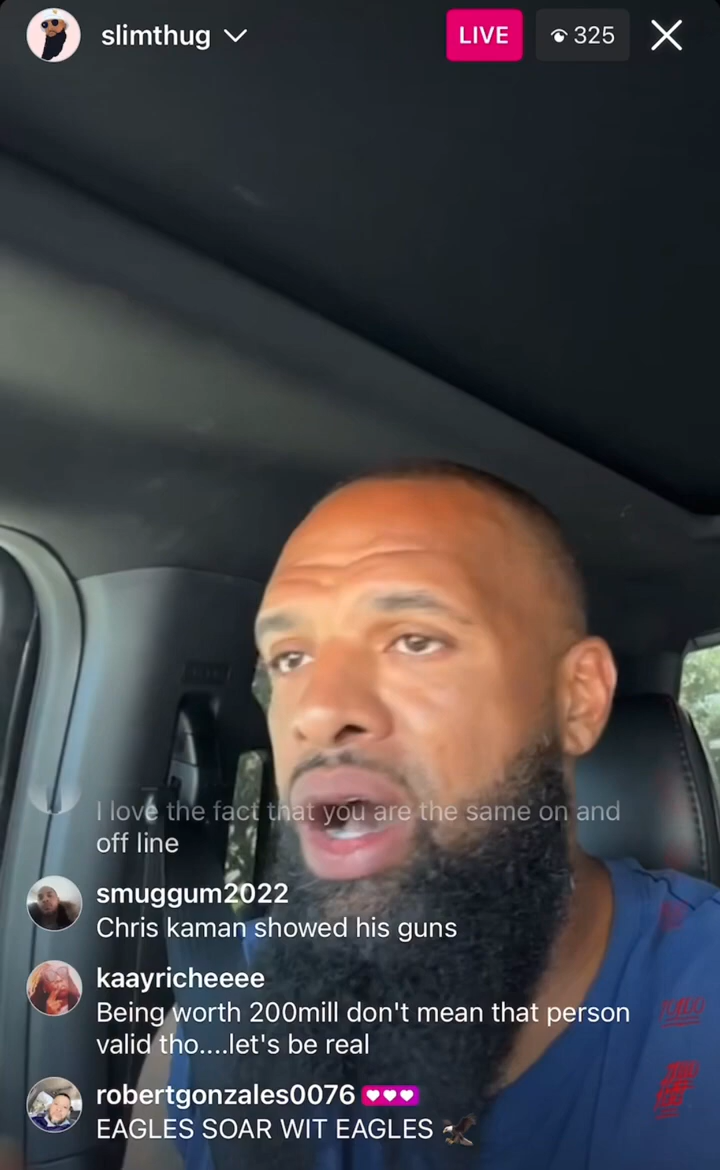 slimthug
LIVE
325
I love the fact that you are the same on and
off line
smuggum2022
Chris kaman showed his guns
kaayricheeee
Being worth 200mill don't mean that person
valid tho....let's be real
robertgonzales0076
EAGLES SOAR WIT EAGLES 🦅